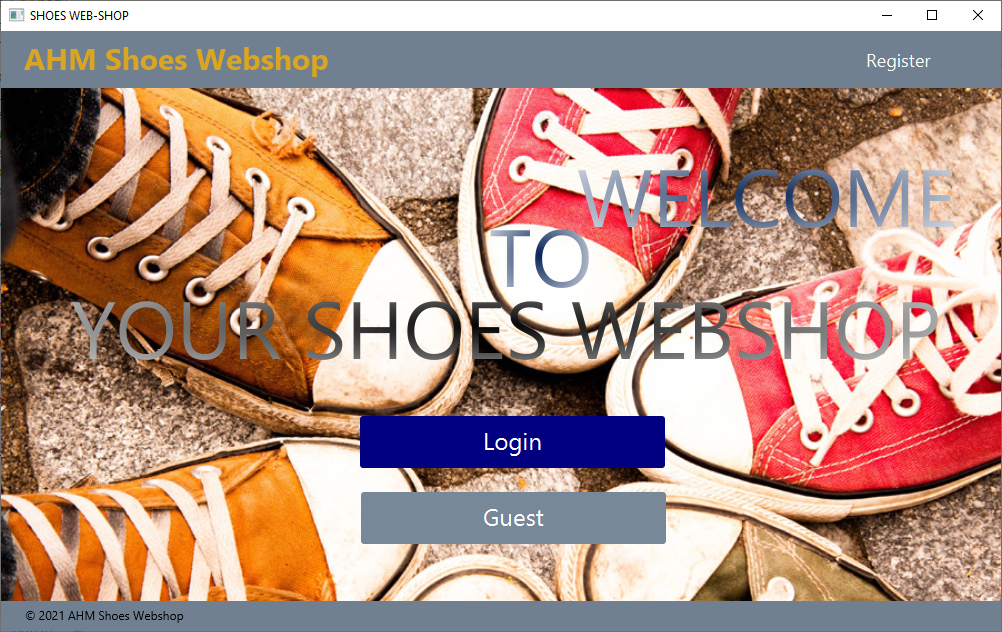 SHOES WEB-SHOP
AHM Shoes Webshop
Register
WELCOME
TO
YOUR SHOES WEBSHOP
Login
Guest
© 2021 AHM Shoes Webshop